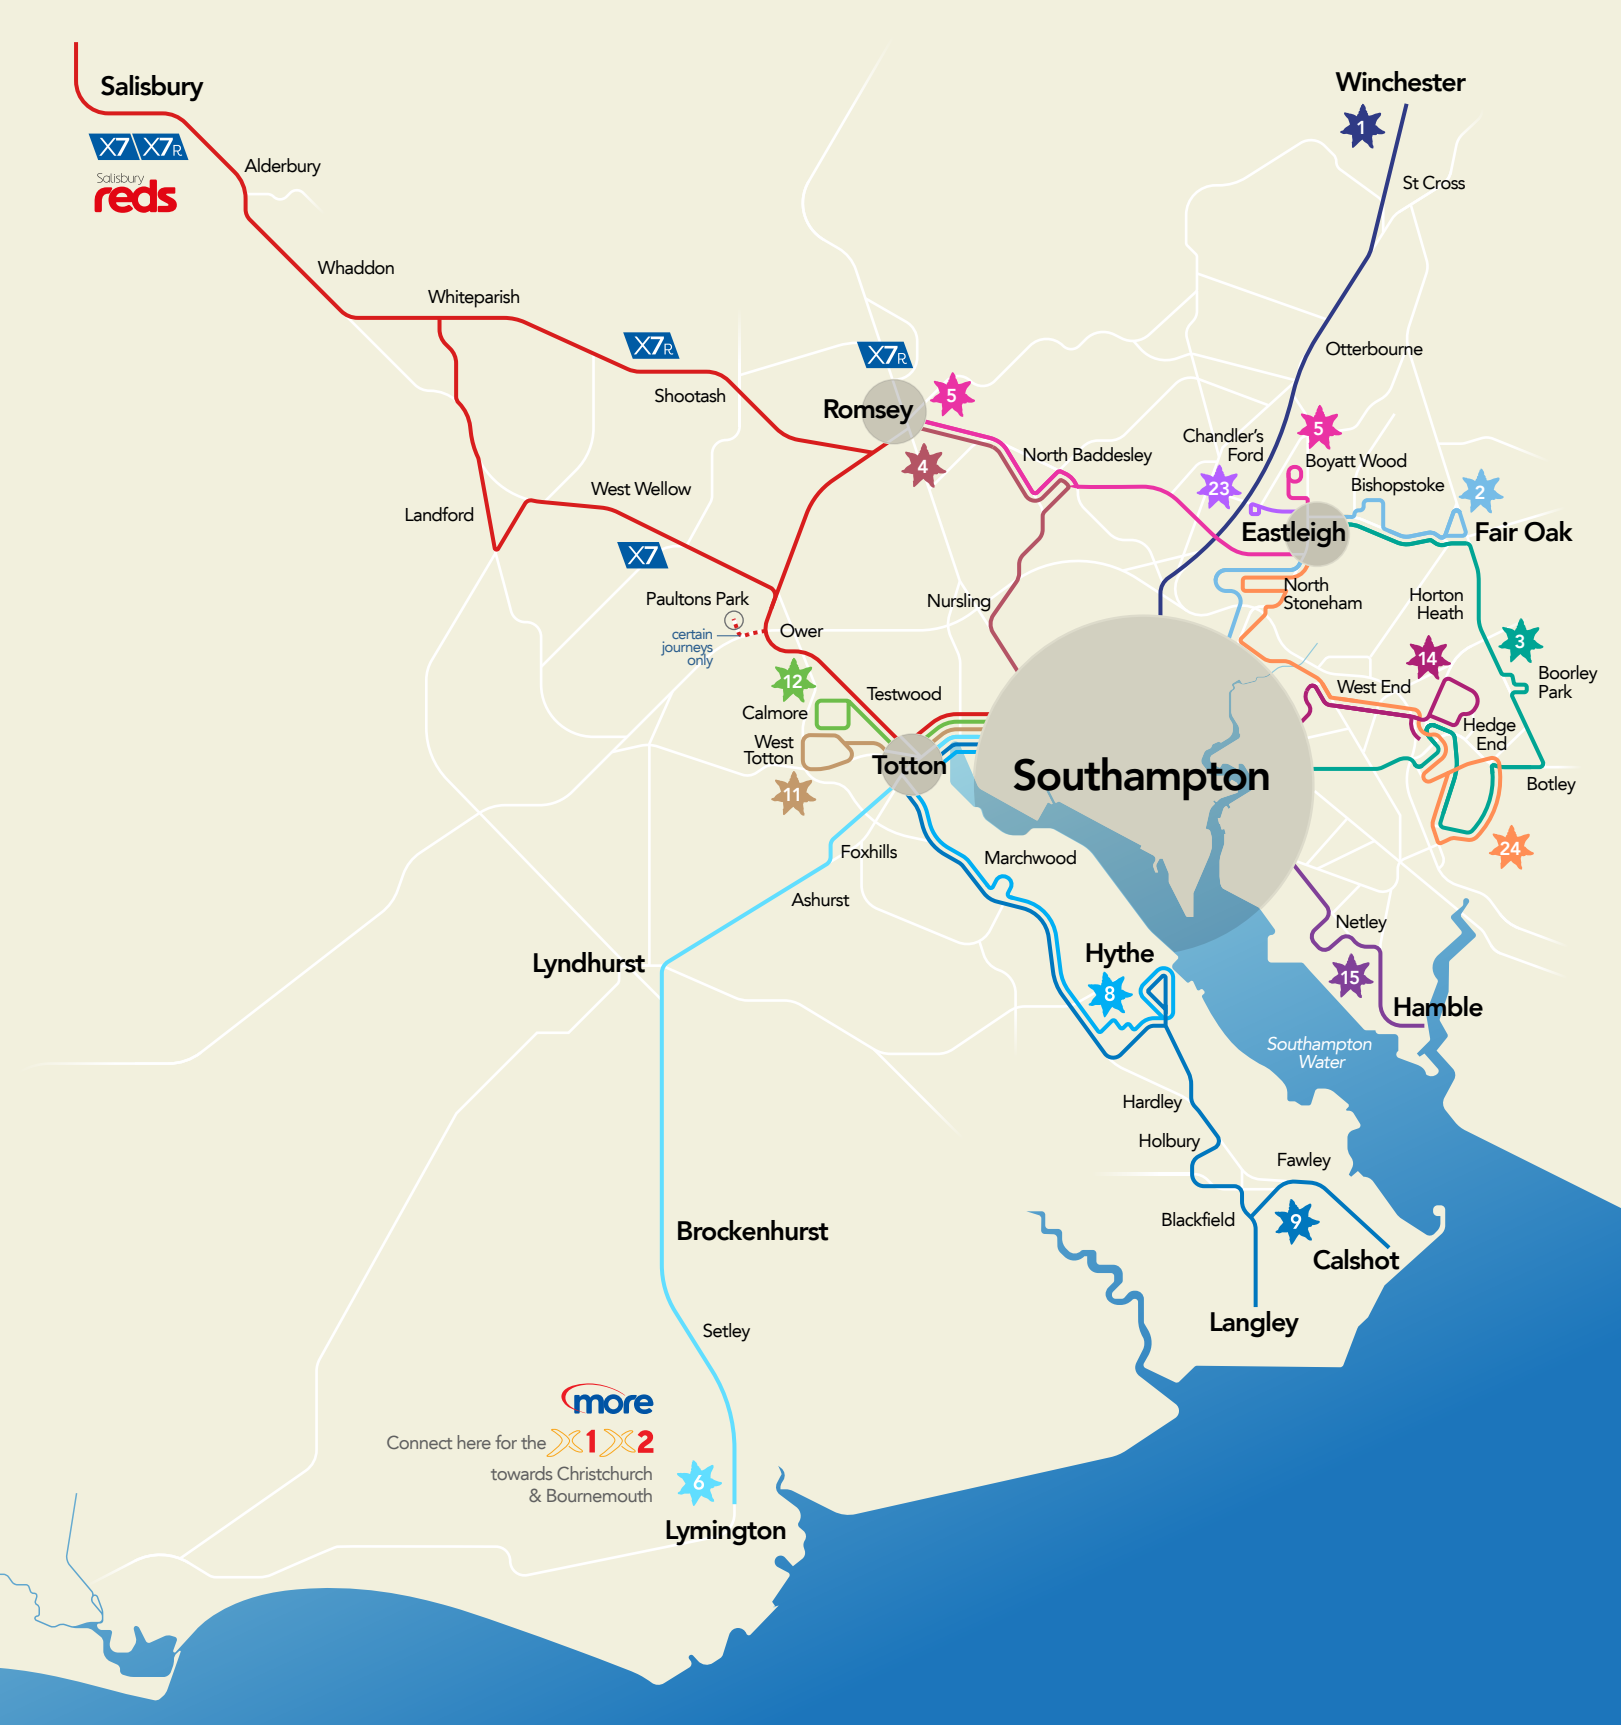 Salisbury
X7 X7R
Salisbury
reds
Alderbury
Whaddon
Whiteparish
X7R
Shootash
X7R
Romsey
5
4
Winchester
1
St Cross
Otterbourne
Chandler's
Ford
23
5
Boyatt Wood
Bishopstoke
2
Eastleigh
Fair Oak
North Baddesley
West Wellow
Landford
X7
Paultons Park
certain
journeys
only
Ower
Nursling
North
Stoneham
Horton
Heath
14
3
Boorley
Park
West End
Hedge
End
Botley
24
12
Calmore
Testwood
West
Totton
11
Totton
Southampton
Foxhills
Ashurst
Marchwood
Lyndhurst
Hythe
8
Netley
15
Hamble
Southampton
Water
Hardley
Holbury
Fawley
Blackfield
9
Calshot
Langley
Brockenhurst
Setley
more
Connect here for the X1 X2
towards Christchurch
& Bournemouth
6
Lymington